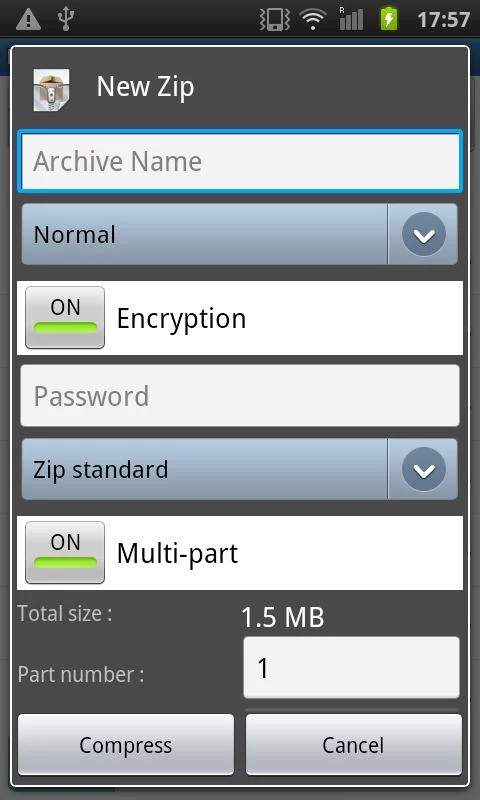 R
17:57
New Zip
Archive Name
Normal
ON
Encryption
Password
Zip standard
ON
Multi-part
Total size :
1.5 MB
Part number :
1
Compress
Cancel